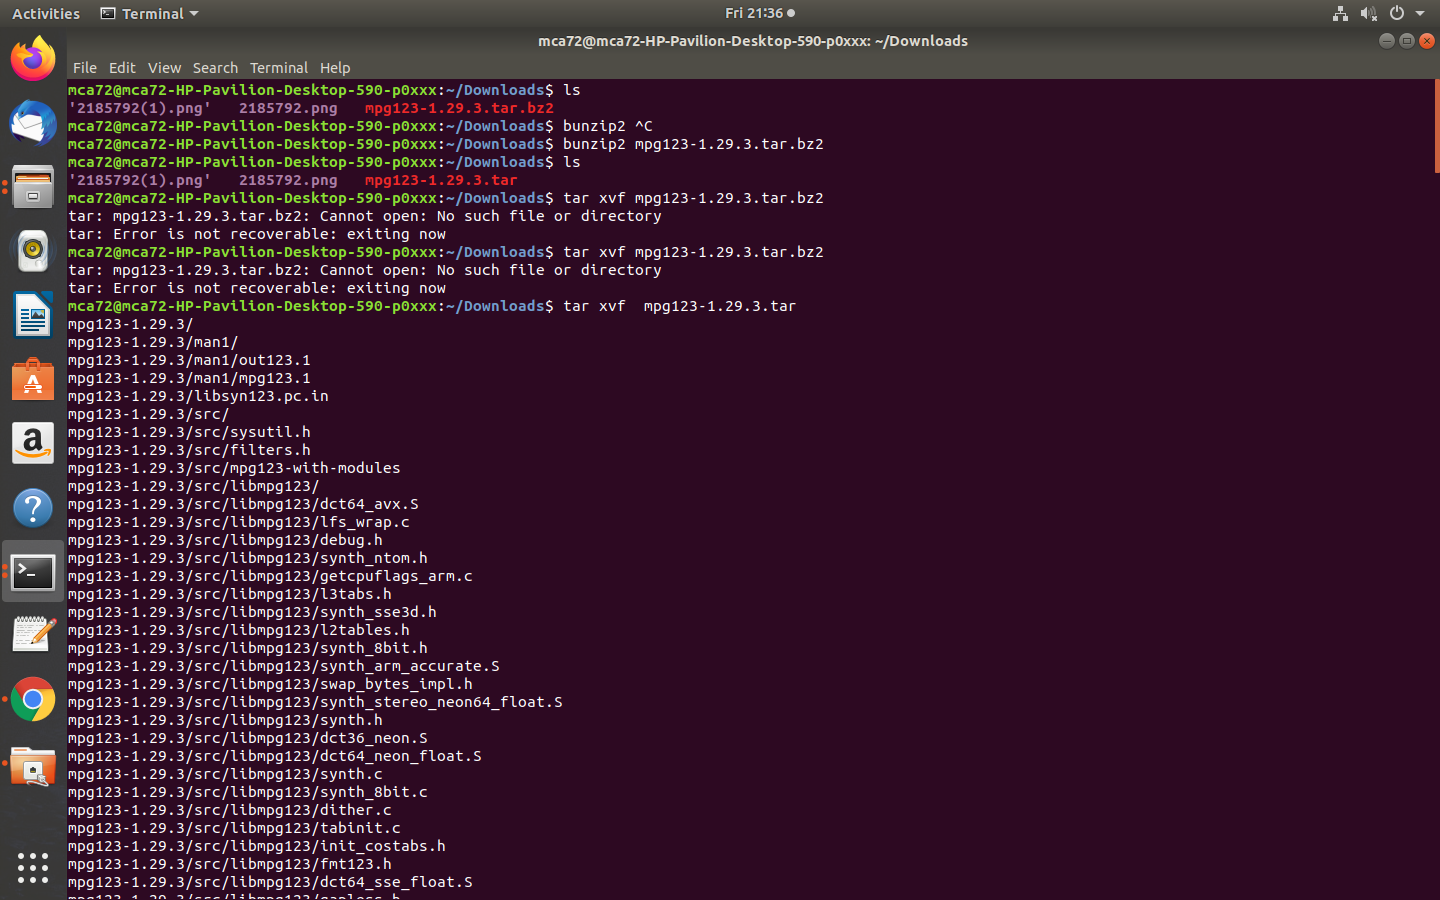 Activities Terminal Fri 21:36
mca72@mca72-HP-Pavilion-Desktop-590-p0xxx: ~/Downloads
File Edit View Search Terminal Help
mca72@mca72-HP-Pavilion-Desktop-590-p0xxx:~/Downloads$ ls
'2185792(1).png' 2185792.png mpg123-1.29.3.tar.bz2
mca72@mca72-HP-Pavilion-Desktop-590-p0xxx:~/Downloads$ bunzip2 ^C
mca72@mca72-HP-Pavilion-Desktop-590-p0xxx:~/Downloads$ bunzip2 mpg123-1.29.3.tar.bz2
mca72@mca72-HP-Pavilion-Desktop-590-p0xxx:~/Downloads$ ls
'2185792(1).png' 2185792.png mpg123-1.29.3.tar
mca72@mca72-HP-Pavilion-Desktop-590-p0xxx:~/Downloads$ tar xvf mpg123-1.29.3.tar.bz2
tar: mpg123-1.29.3.tar.bz2: Cannot open: No such file or directory
tar: Error is not recoverable: exiting now
mca72@mca72-HP-Pavilion-Desktop-590-p0xxx:~/Downloads$ tar xvf mpg123-1.29.3.tar.bz2
tar: mpg123-1.29.3.tar.bz2: Cannot open: No such file or directory
tar: Error is not recoverable: exiting now
mca72@mca72-HP-Pavilion-Desktop-590-p0xxx:~/Downloads$ tar xvf  mpg123-1.29.3.tar
mpg123-1.29.3/
mpg123-1.29.3/man1/
mpg123-1.29.3/man1/out123.1
mpg123-1.29.3/man1/mpg123.1
mpg123-1.29.3/libsyn123.pc.in
mpg123-1.29.3/src/
mpg123-1.29.3/src/sysutil.h
mpg123-1.29.3/src/filters.h
mpg123-1.29.3/src/mpg123-with-modules
mpg123-1.29.3/src/libmpg123/
mpg123-1.29.3/src/libmpg123/dct64_avx.S
mpg123-1.29.3/src/libmpg123/lfs_wrap.c
mpg123-1.29.3/src/libmpg123/debug.h
mpg123-1.29.3/src/libmpg123/synth_ntom.h
mpg123-1.29.3/src/libmpg123/getcpuflags_arm.c
mpg123-1.29.3/src/libmpg123/l3tabs.h
mpg123-1.29.3/src/libmpg123/synth_sse3d.h
mpg123-1.29.3/src/libmpg123/l2tables.h
mpg123-1.29.3/src/libmpg123/synth_8bit.h
mpg123-1.29.3/src/libmpg123/synth_arm_accurate.S
mpg123-1.29.3/src/libmpg123/swap_bytes_impl.h
mpg123-1.29.3/src/libmpg123/synth_stereo_neon64_float.S
mpg123-1.29.3/src/libmpg123/synth.h
mpg123-1.29.3/src/libmpg123/dct36_neon.S
mpg123-1.29.3/src/libmpg123/dct64_neon_float.S
mpg123-1.29.3/src/libmpg123/synth.c
mpg123-1.29.3/src/libmpg123/synth_8bit.c
mpg123-1.29.3/src/libmpg123/dither.c
mpg123-1.29.3/src/libmpg123/tabinit.c
mpg123-1.29.3/src/libmpg123/init_costabs.h
mpg123-1.29.3/src/libmpg123/fmt123.h
mpg123-1.29.3/src/libmpg123/dct64_sse_float.S